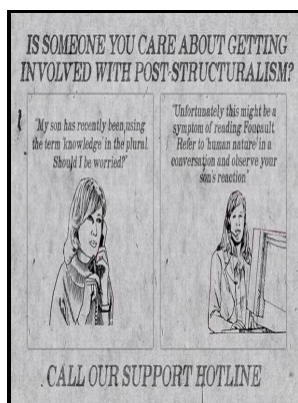 IS SOMEONE YOU CARE ABOUT GETTING
INVOLVED WITH POST-STRUCTURALISM?
"My son has recently been using
the term 'knowledge' in the plural.
Should I be worried?"
"Unfortunately this might be a
symptom of reading Foucault.
Refer to 'human nature' in a
conversation and observe your
son's reaction"
CALL OUR SUPPORT HOTLINE